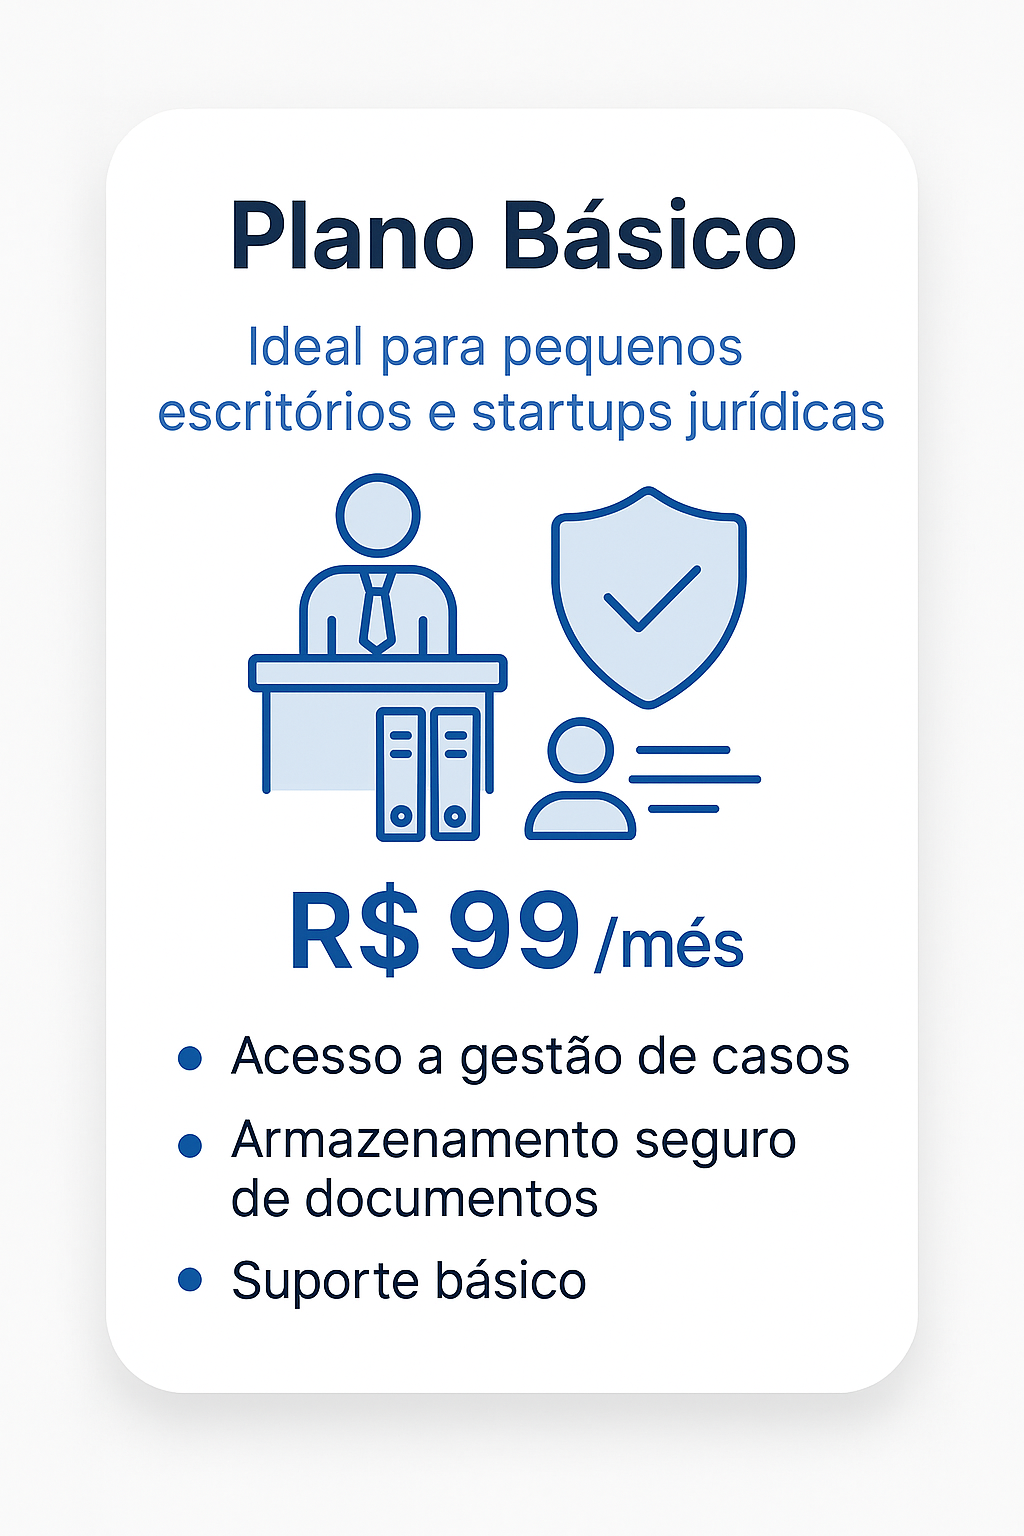 Plano Básico
Ideal para pequenos
escritórios e startups jurídicas
R$ 99 /més
Acesso a gestão de casos
Armazenamento seguro
de documentos
Suporte básico